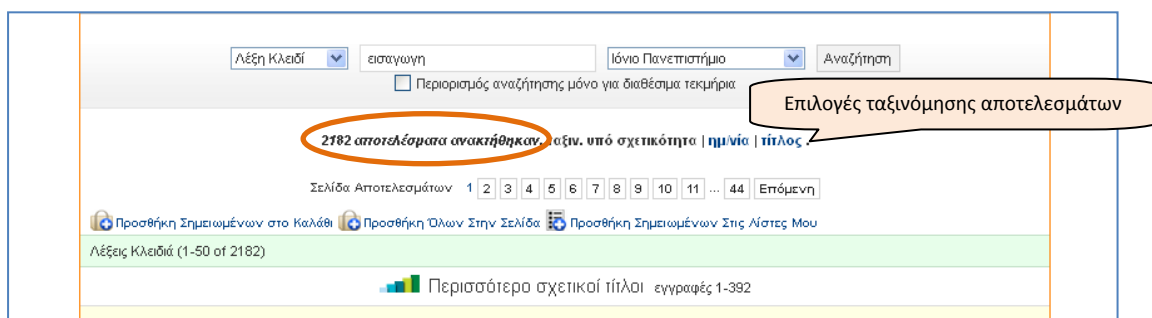 Λέξη Κλειδί εισαγωγη Ιόνιο Πανεπιστήμιο Αναζήτηση
Περιορισμός αναζήτησης μόνο για διαθέσιμα τεκμήρια
Επιλογές ταξινόμησης αποτελεσμάτων
2182 αποτελέσματα ανακτήθηκαν. ταξιν. υπό σχετικότητα | ημ/νία | τίτλος .
Σελίδα Αποτελεσμάτων 1 2 3 4 5 6 7 8 9 10 11 ... 44 Επόμενη
Προσθήκη Σημειωμένων στο Καλάθι Προσθήκη Όλων Στην Σελίδα Προσθήκη Σημειωμένων Στις Λίστες Μου
Λέξεις Κλειδιά (1-50 of 2182)
Περισσότερο σχετικοί τίτλοι εγγραφές 1-392